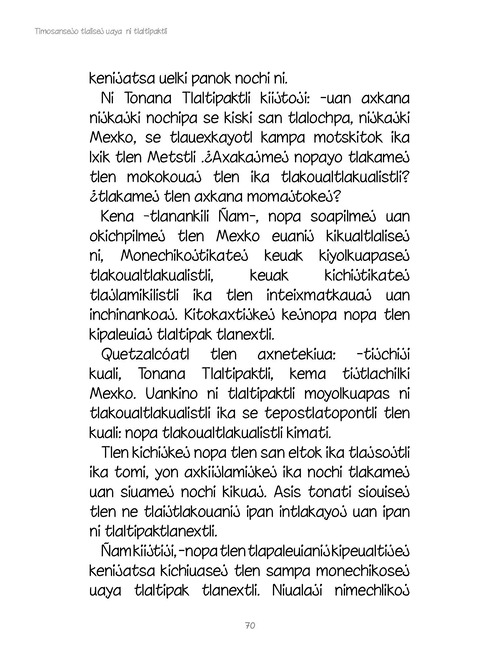 Timosansejo tlalisej uaya ni tlaltipaktli
kenijatsa uelki panok nochi ni.
Ni Tonana Tlaltipaktli kiijtoji: -uan axkana
nijkajki nochipa se kiski san tlalochpa, nijkajki
Mexko, se tlauexkayotl kampa motskitok ika
Ixik tlen Metstli .¿Axakajmej nopayo tlakamej
tlen mokokouaj tlen ika tlakoualtlakualistli?
¿tlakamej tlen axkana momajtokej?
Kena -tlanankili Ñam-, nopa soapilmej uan
okichpilmej tlen Mexko euanij kikualtlalisej
ni, Monechikojtikatej keuak kiyolkuapasej
tlakoualtlakualistli, keuak kichijtikatej
tlajlamikilistli ika tlen inteixmatkauaj uan
inchinankoaj. Kitokaxtijkej kejnopa nopa tlen
kipaleuiaj tlaltipak tlanextli.
Quetzalcóatl tlen axnetekiua: -tijchiji
kuali, Tonana Tlaltipaktli, kema tijtlachilki
Mexko. Uankino ni tlaltipaktli moyolkuapas ni
tlakoualtlakualistli ika se tepostlatopontli tlen
kuali: nopa tlakoualtlakualistli kimati.
Tlen kichijkej nopa tlen san eltok ika tlajsojtli
ika tomi, yon axkiijlamijkej ika nochi tlakamej
uan siuamej nochi kikuaj. Asis tonati siouisej
tlen ne tlaijtlakouanij ipan intlakayoj uan ipan
ni tlaltipaktlanextli.
Ñam kiijtiji,-nopa tlen tlapaleuianij kipeualtijej
kenijatsa kichiuasej tlen sampa monechikosej
uaya tlaltipak tlanextli. Niualaji nimechlikoj
70